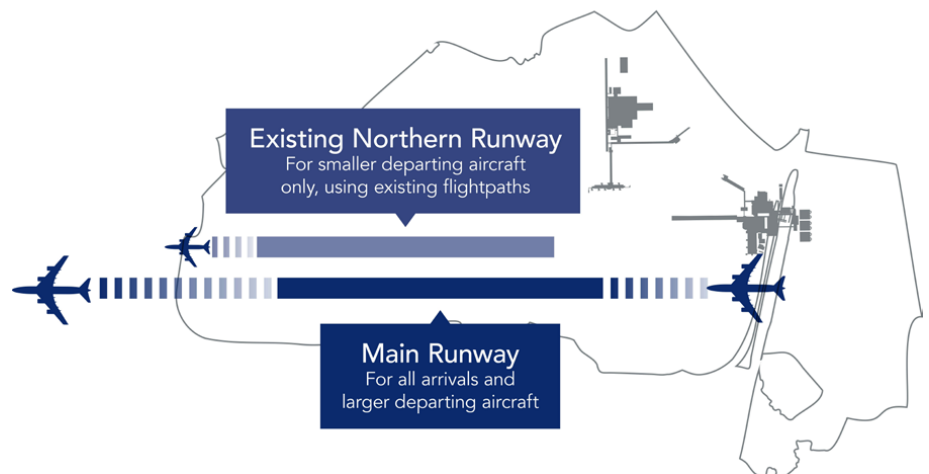 Existing Northern Runway
For smaller departing aircraft
only, using existing flightpaths
Main Runway
For all arrivals and
larger departing aircraft